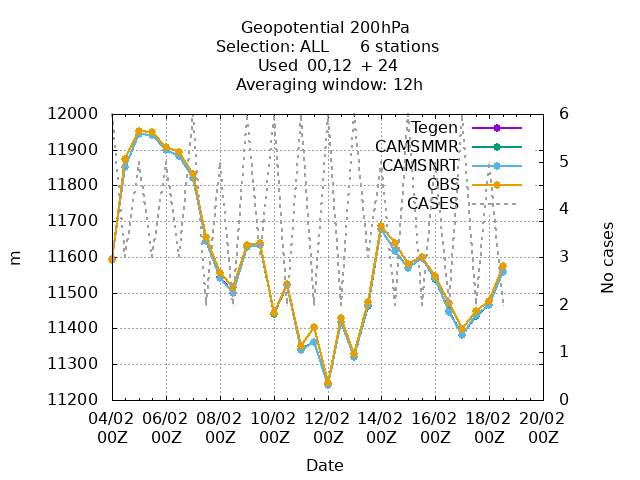 Geopotential 200hPa
Selection: ALL 6 stations
Used 00,12 + 24
Averaging window: 12h
12000
11900
11800
11700
11600
11500
11400
11300
11200
m
6
5
4
3
2
1
0
No cases
Tegen
CAMSMMR
CAMSNRT
OBS
CASES
04/02 06/02 08/02 10/02 12/02 14/02 16/02 18/02 20/02
00Z 00Z 00Z 00Z 00Z 00Z 00Z 00Z 00Z
Date